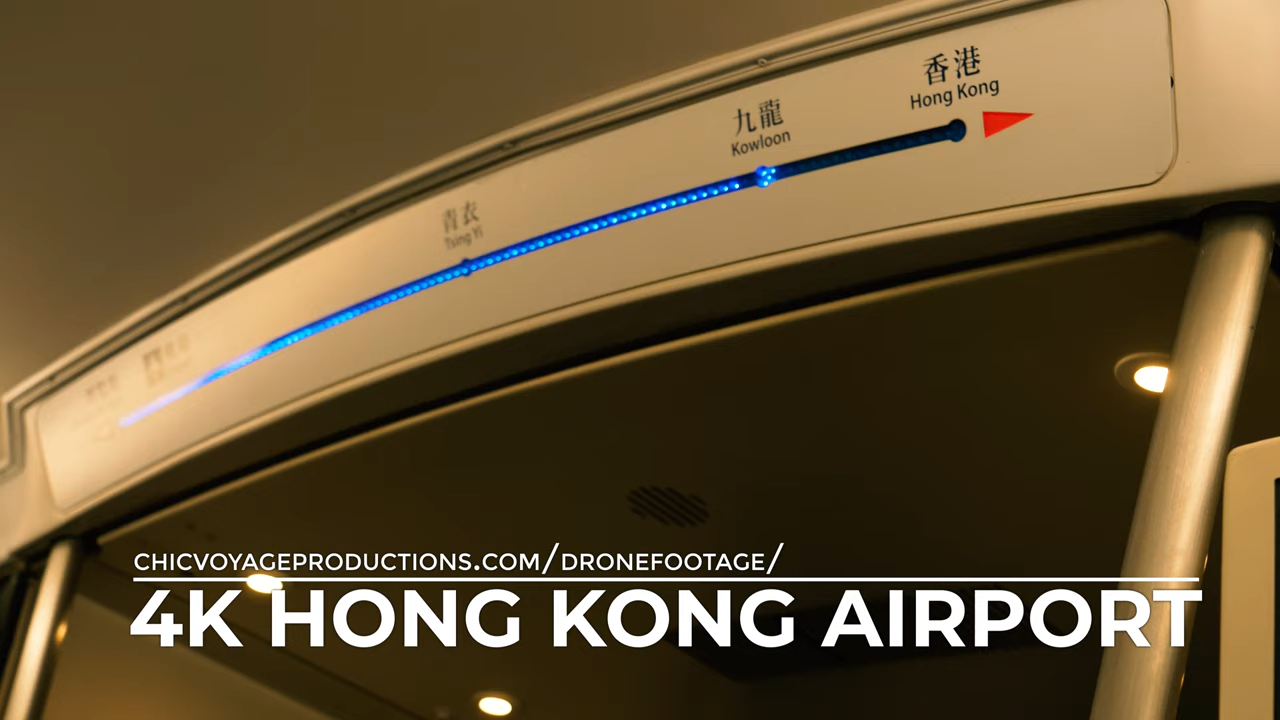 香港
Hong Kong
九龍
Kowloon
青衣
Tsing Yi
CHICVOYAGEPRODUCTIONS.COM/DRONEFOOTAGE/
4K HONG KONG AIRPORT